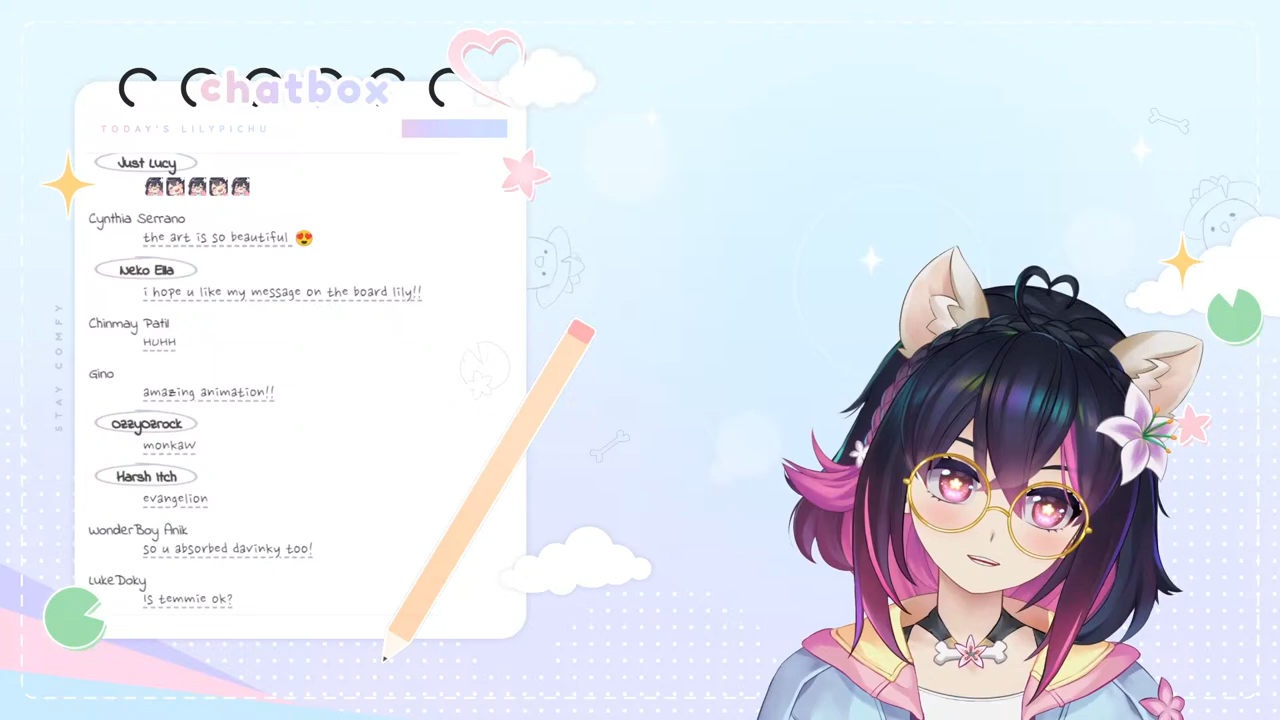 chatbox
TODAY'S LILYPICHU
Just Lucy
Cynthia Serrano
the art is so beautiful 😍
Neko Ella
i hope u like my message on the board lily!!
Chinmay Patil
HUHH
Gino
amazing animation!!
OzzyOzrock
monkaW
Harsh Itch
evangelion
WonderBoy Anik
so u absorbed davinky too!
LukeDoky
Is temmie ok?
STAY COMFY